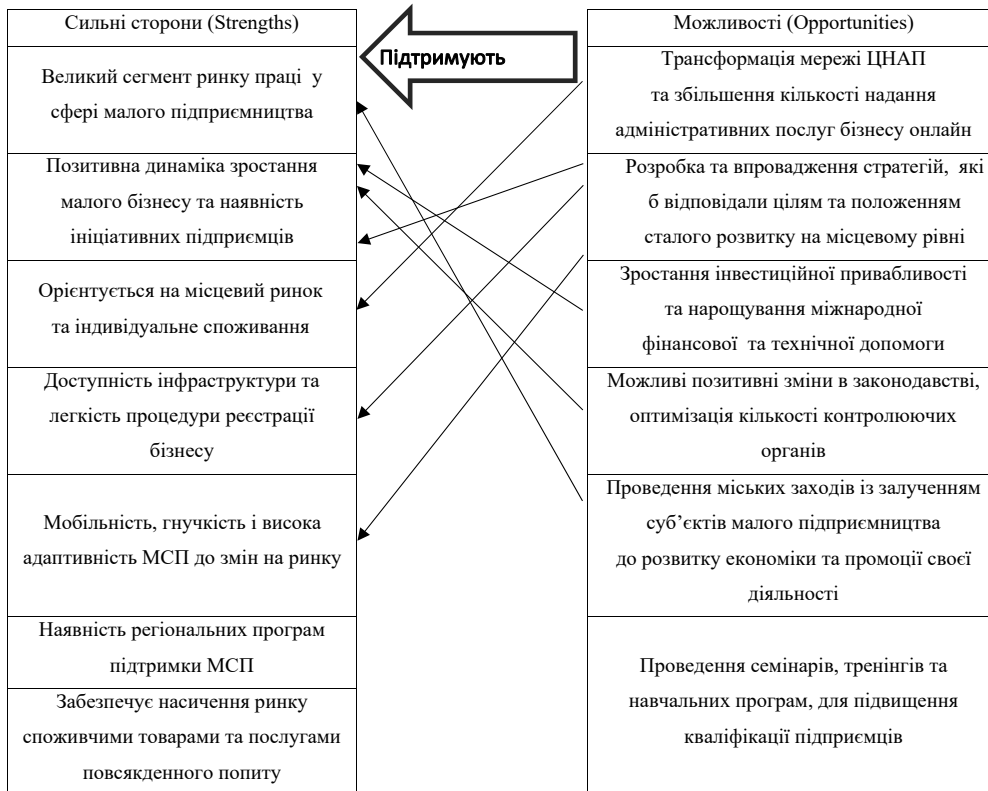 Сильні сторони (Strengths)
Великий сегмент ринку праці у
сфері малого підприємництва
Позитивна динаміка зростання
малого бізнесу та наявність
ініціативних підприємців
Орієнтується на місцевий ринок
та індивідуальне споживання
Доступність інфраструктури та
легкість процедури реєстрації
бізнесу
Мобільність, гнучкість і висока
адаптивність МСП до змін на ринку
Наявність регіональних програм
підтримки МСП
Забезпечує насичення ринку
споживчими товарами та послугами
повсякденного попиту
Підтримують
Можливості (Opportunities)
Трансформація мережі ЦНАП
та збільшення кількості надання
адміністративних послуг бізнесу онлайн
Розробка та впровадження стратегій, які
б відповідали цілям та положенням
сталого розвитку на місцевому рівні
Зростання інвестиційної привабливості
та нарощування міжнародної
фінансової та технічної допомоги
Можливі позитивні зміни в законодавстві,
оптимізація кількості контролюючих
органів
Проведення міських заходів із залученням
суб’єктів малого підприємництва
до розвитку економіки та промоції своєї
діяльності
Проведення семінарів, тренінгів та
навчальних програм, для підвищення
кваліфікації підприємців